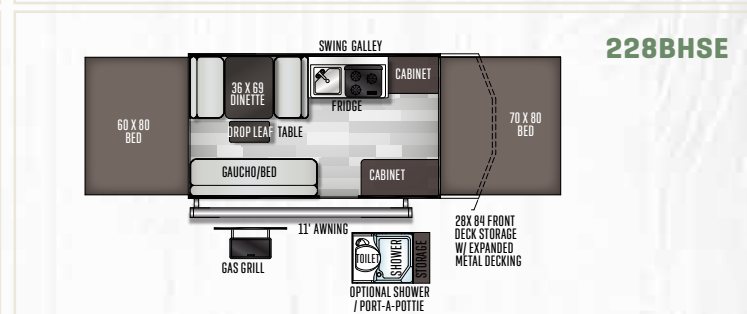 228BHSE
SWING GALLEY
CABINET
36 X 69
DINETTE
FRIDGE
60 X 80
BED
70 X 80
BED
DROP LEAF TABLE
GAUCHO/BED
CABINET
11' AWNING
28X 84 FRONT
DECK STORAGE
W/ EXPANDED
METAL DECKING
GAS GRILL
TOILET
SHOWER
STORAGE
OPTIONAL SHOWER
/ PORT-A-POTTIE